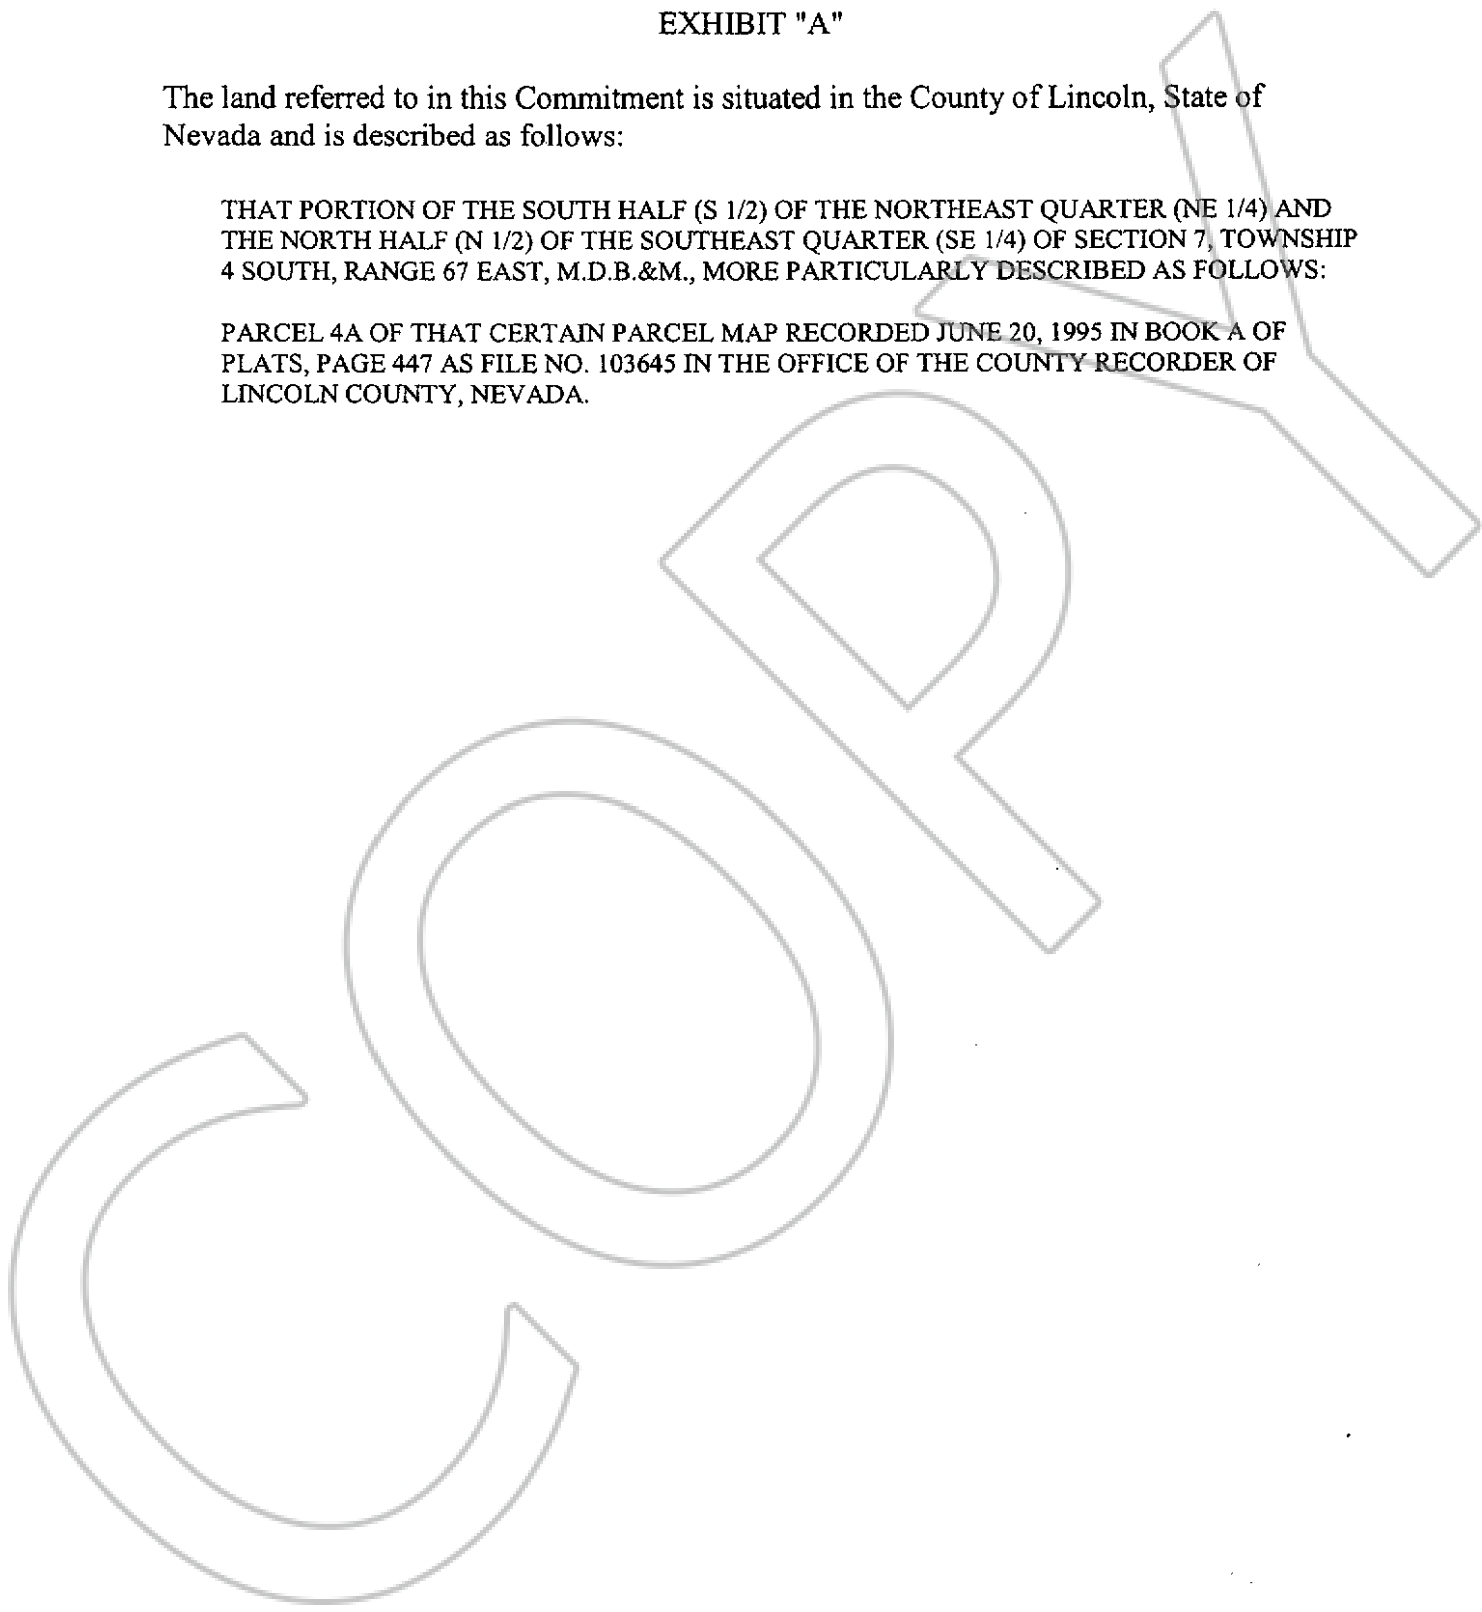 EXHIBIT "A"
The land referred to in this Commitment is situated in the County of Lincoln, State of
Nevada and is described as follows:
THAT PORTION OF THE SOUTH HALF (S 1/2) OF THE NORTHEAST QUARTER (NE 1/4) AND
THE NORTH HALF (N 1/2) OF THE SOUTHEAST QUARTER (SE 1/4) OF SECTION 7, TOWNSHIP
4 SOUTH, RANGE 67 EAST, M.D.B.&M., MORE PARTICULARLY DESCRIBED AS FOLLOWS:
PARCEL 4A OF THAT CERTAIN PARCEL MAP RECORDED JUNE 20, 1995 IN BOOK A OF
PLATS, PAGE 447 AS FILE NO. 103645 IN THE OFFICE OF THE COUNTY RECORDER OF
LINCOLN COUNTY, NEVADA.
COPY